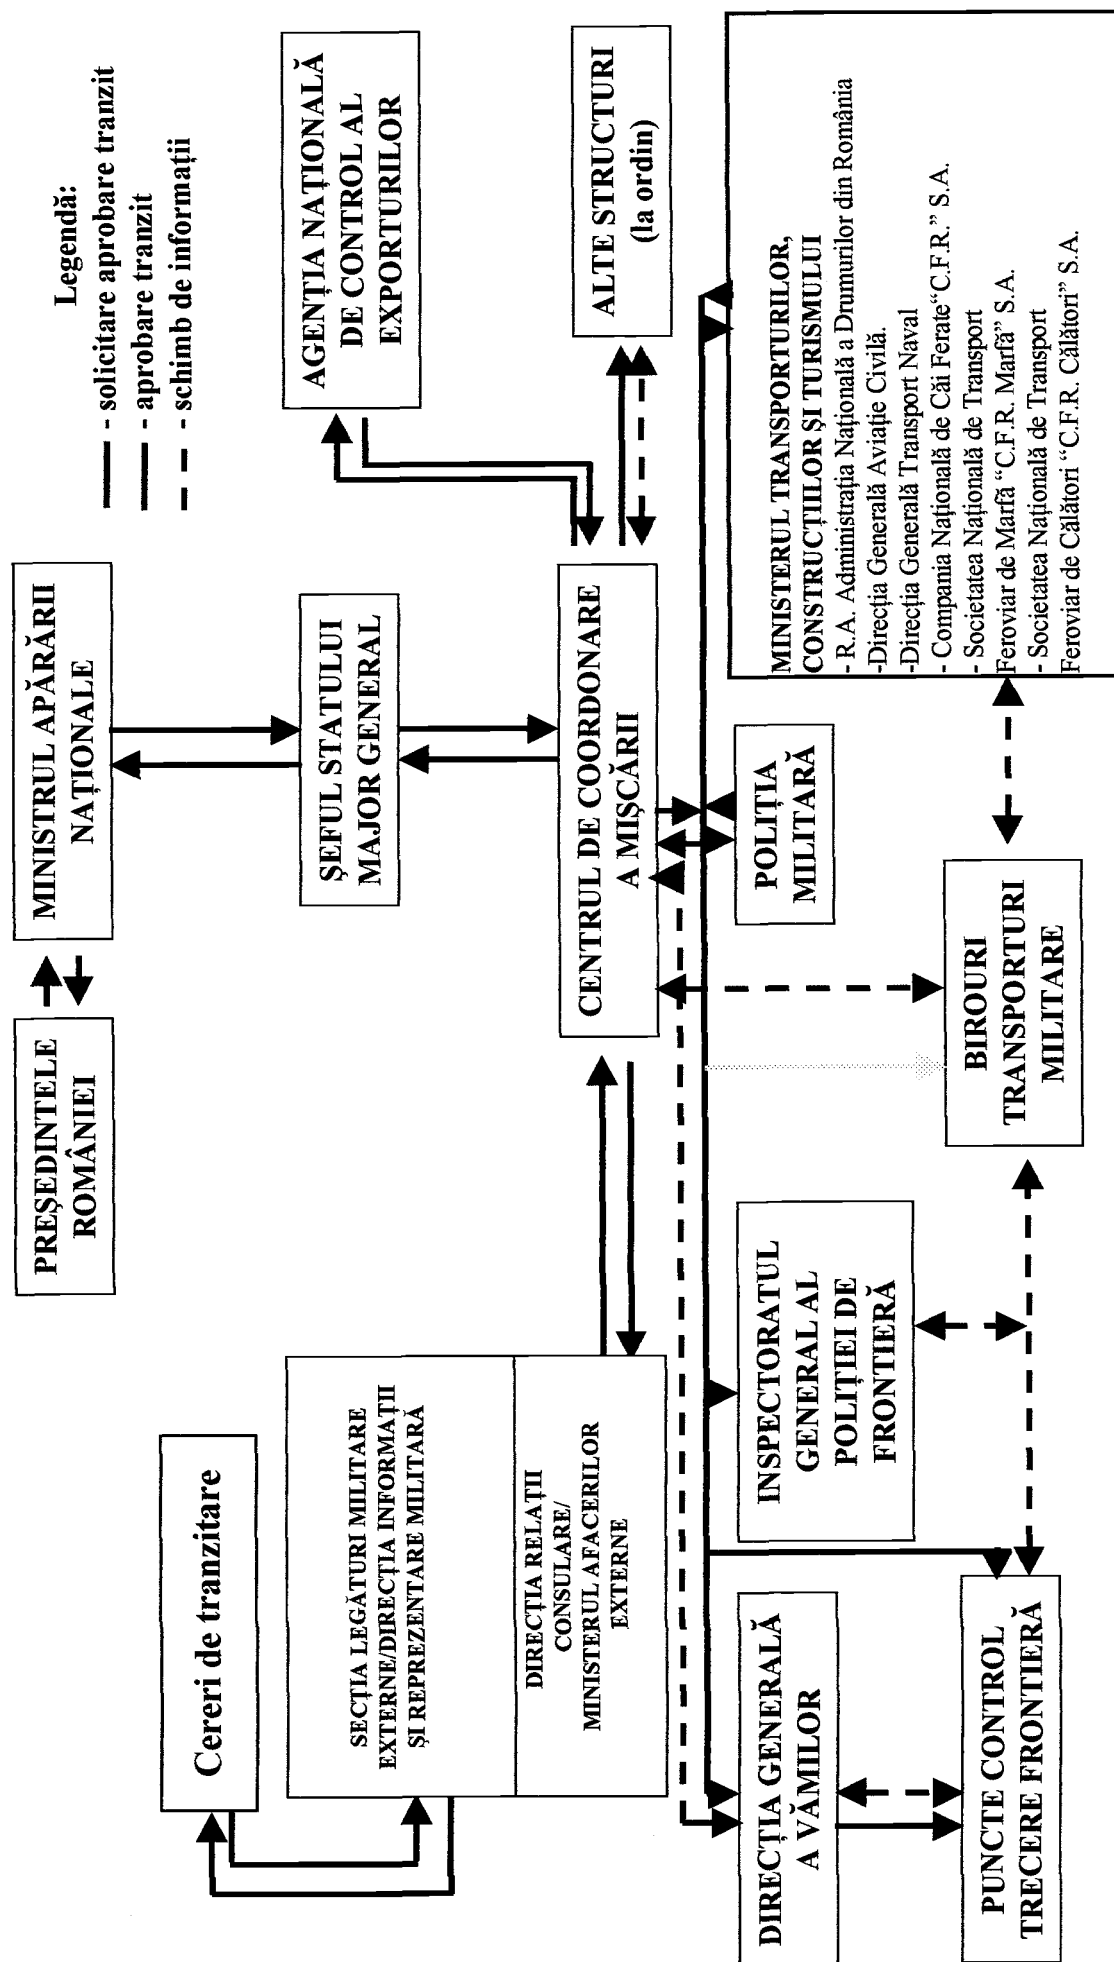 Legendă:
- solicitare aprobare tranzit
- aprobare tranzit
- schimb de informații
PREȘEDINTELE
ROMÂNIEI
MINISTRUL APĂRĂRII
NAȚIONALE
Cereri de tranzitare
ȘEFUL STATULUI
MAJOR GENERAL
AGENȚIA NAȚIONALĂ
DE CONTROL AL
EXPORTURILOR
SECȚIA LEGĂTURI MILITARE
EXTERNE/DIRECȚIA INFORMAȚII
ȘI REPREZENTARE MILITARĂ
DIRECȚIA RELAȚII
CONSULARE/
MINISTERUL AFACERILOR
EXTERNE
CENTRUL DE COORDONARE
A MIȘCĂRII
ALTE STRUCTURI
(la ordin)
DIRECȚIA GENERALĂ
A VĂMILOR
INSPECTORATUL
GENERAL AL
POLIȚIEI DE
FRONTIERĂ
POLIȚIA
MILITARĂ
MINISTERUL TRANSPORTURILOR,
CONSTRUCȚIILOR ȘI TURISMULUI
- R.A. Administrația Națională a Drumurilor din România
-Direcția Generală Aviație Civilă.
-Direcția Generală Transport Naval
- Compania Națională de Căi Ferate“C.F.R.” S.A.
- Societatea Națională de Transport
Feroviar de Marfă “C.F.R. Marfă” S.A.
- Societatea Națională de Transport
Feroviar de Călători “C.F.R. Călători” S.A.
PUNCTE CONTROL
TRECERE FRONTIERĂ
BIROURI
TRANSPORTURI
MILITARE